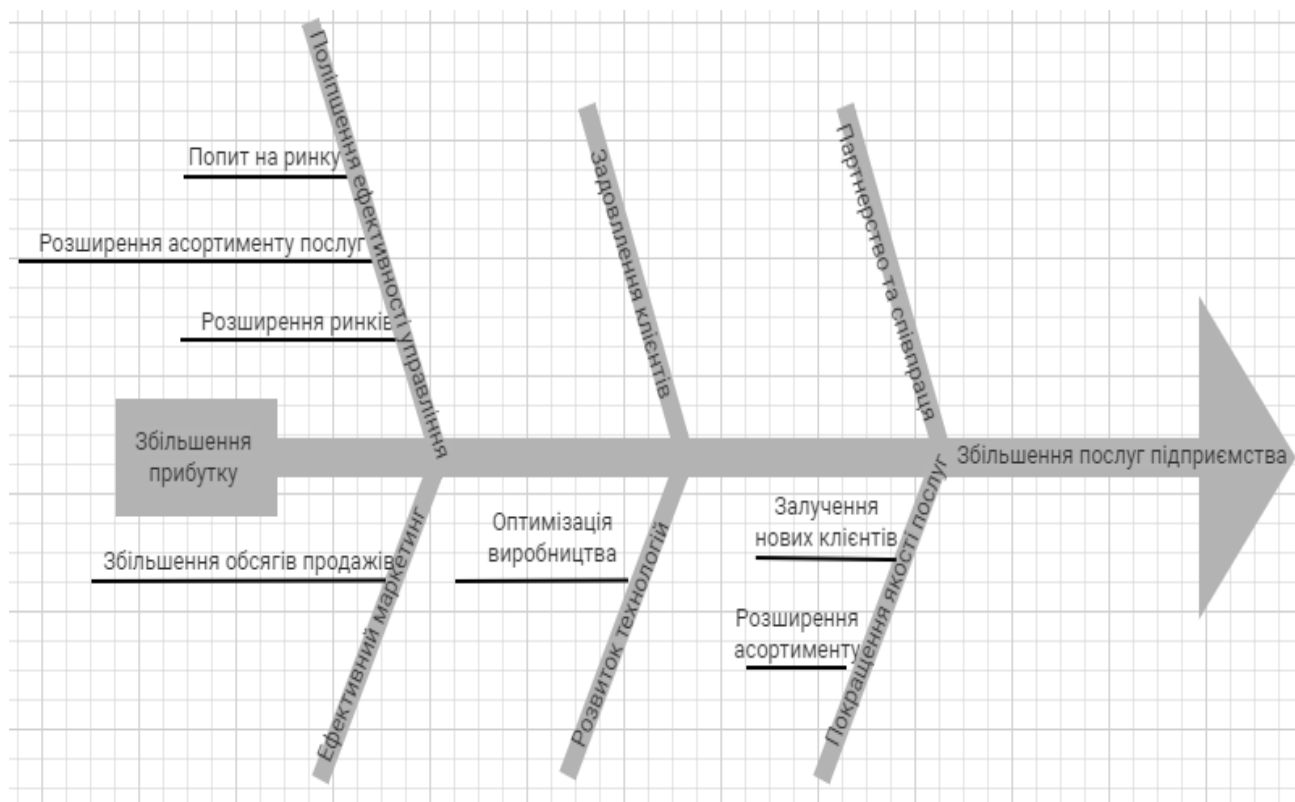 Поліпшення ефективності управління
Попит на ринку
Розширення асортименту послуг
Розширення ринків
Задовллення клієнтів
Партнерство та співпраця
Збільшення
прибутку
Збільшення послуг підприємства
Ефективний маркетинг
Збільшення обсягів продажів
Розвиток технологій
Оптимізація
виробництва
Покращення якості послуг
Залучення
нових клієнтів
Розширення
асортименту